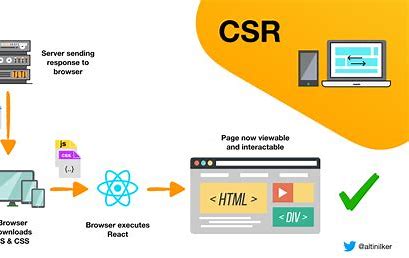 CSR
Server sending
response to
browser
Page now viewable
and interactable
js
CSS
{..}
< HTML >
< DIV >
Browser
S & CSS
Browser executes
React
@altinilker